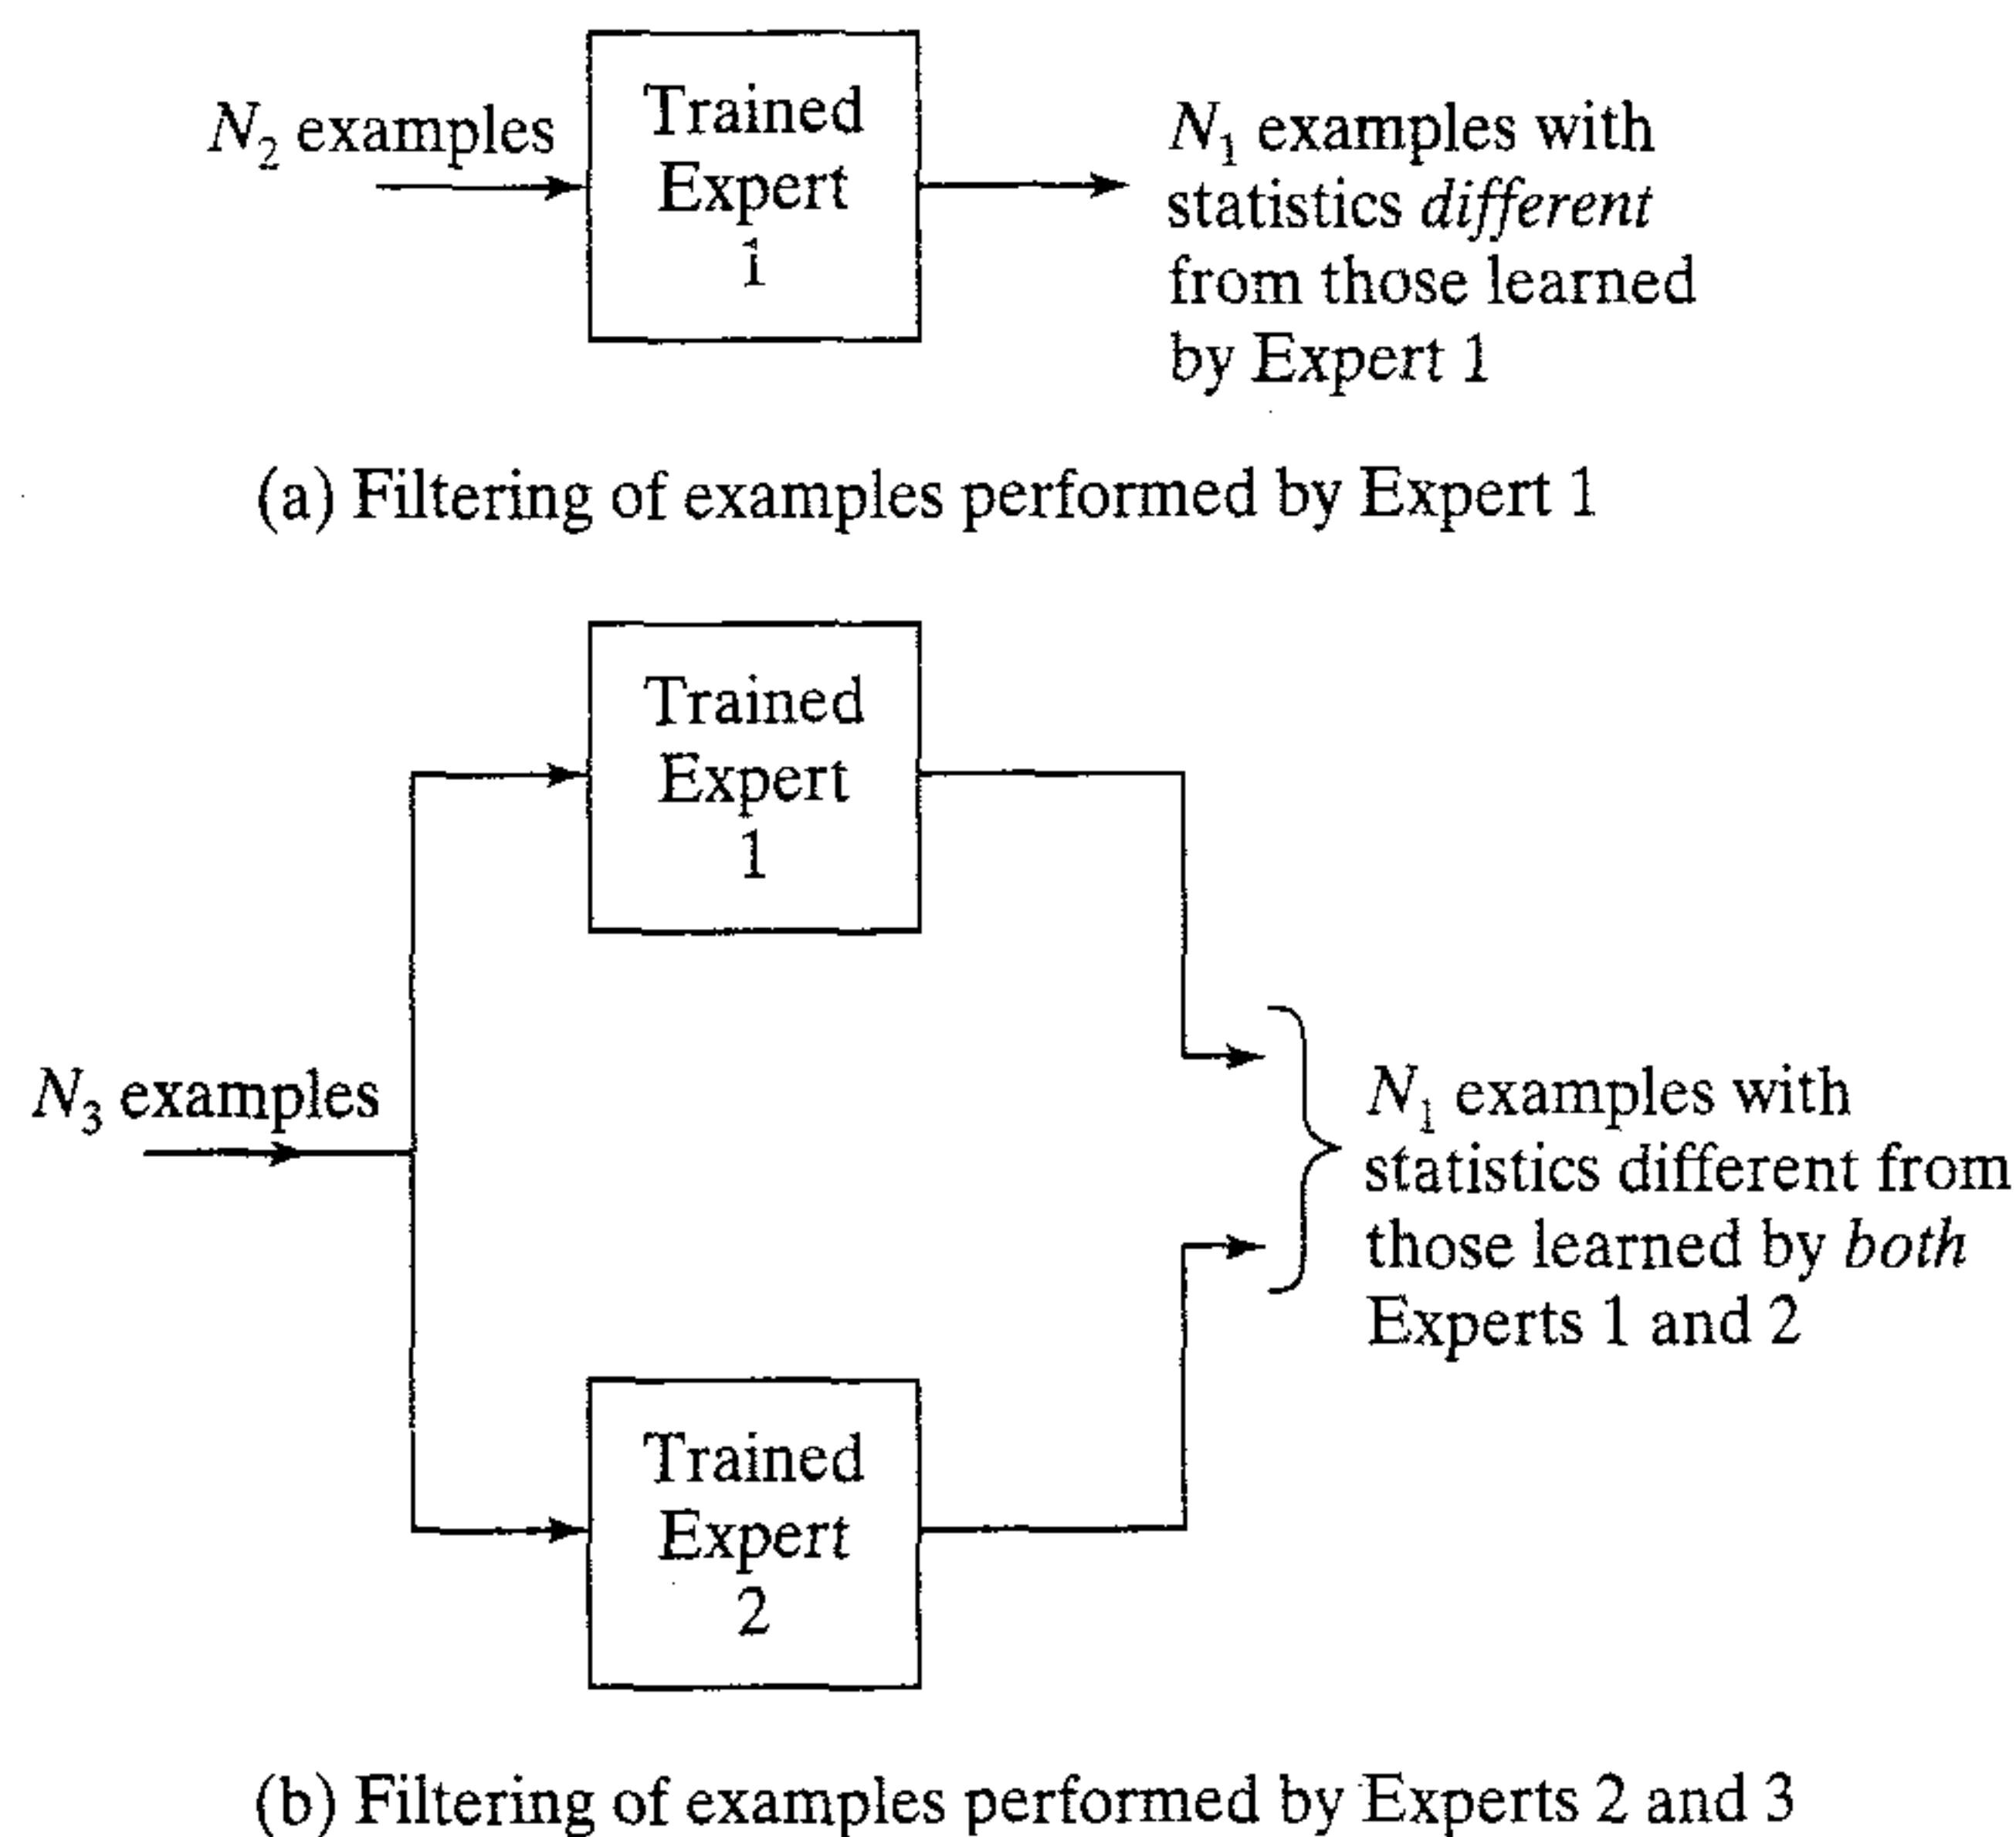 N₂ examples
Trained
Expert
1
N₁ examples with
statistics different
from those learned
by Expert 1
(a) Filtering of examples performed by Expert 1
Trained
Expert
1
N₃ examples
N₁ examples with
statistics different from
those learned by both
Experts 1 and 2
Trained
Expert
2
(b) Filtering of examples performed by Experts 2 and 3